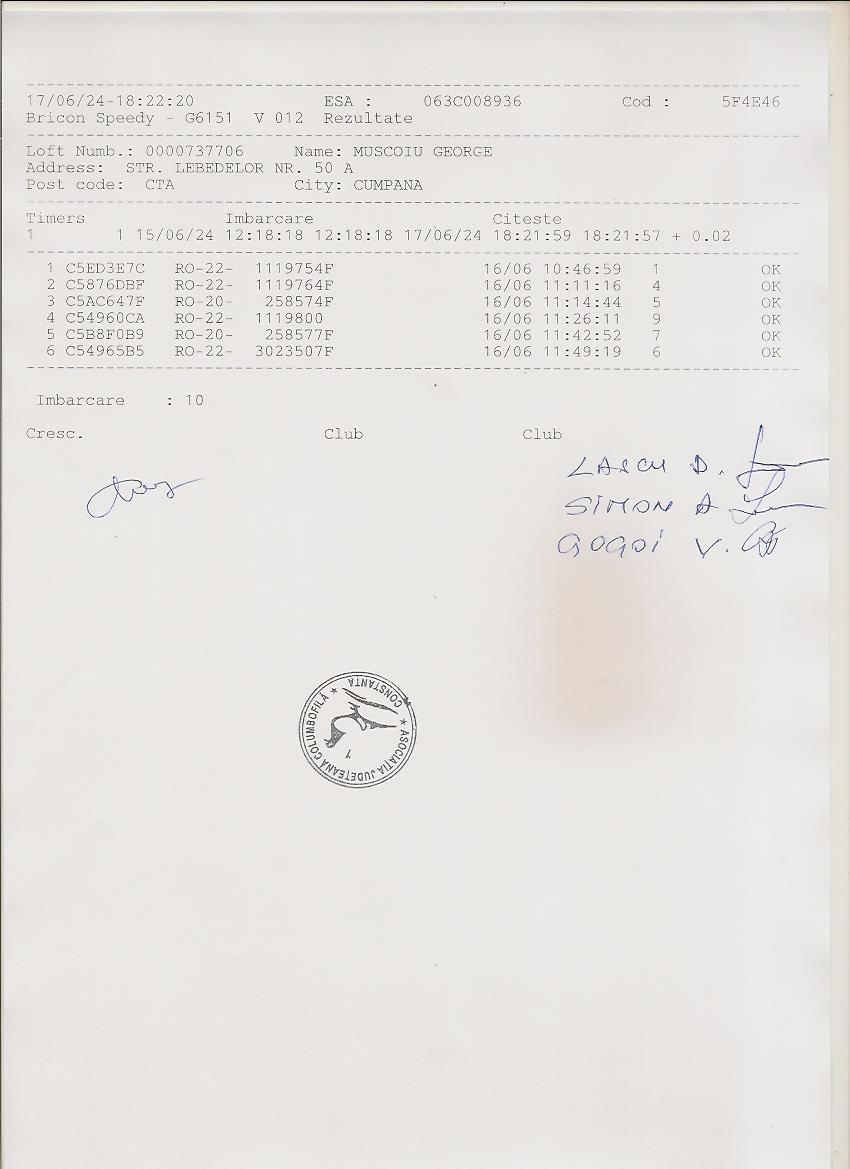 17/06/24-18:22:20 ESA : 063C008936 Cod : 5F4E46
Bricon Speedy - G6151 V 012 Rezultate
Loft Numb.: 0000737706 Name: MUSCOIU GEORGE
Address: STR. LEBEDELOR NR. 50 A
Post code: CTA City: CUMPANA
Timers Imbarcare Citeste
1 1 15/06/24 12:18:18 12:18:18 17/06/24 18:21:59 18:21:57 + 0.02
1 C5ED3E7C RO-22- 1119754F 16/06 10:46:59 1 OK
2 C5876DBF RO-22- 1119764F 16/06 11:11:16 4 OK
3 C5AC647F RO-20- 258574F 16/06 11:14:44 5 OK
4 C54960CA RO-22- 1119800 16/06 11:26:11 9 OK
5 C5B8F0B9 RO-20- 258577F 16/06 11:42:52 7 OK
6 C54965B5 RO-22- 3023507F 16/06 11:49:19 6 OK
Imbarcare : 10
Cresc. Club Club
LASCU D.
SIMON A.
GOGOI V.
ASOCIAȚIA JUDEȚEANA COLUMBOFILĂ ★ CONSTANTA ★